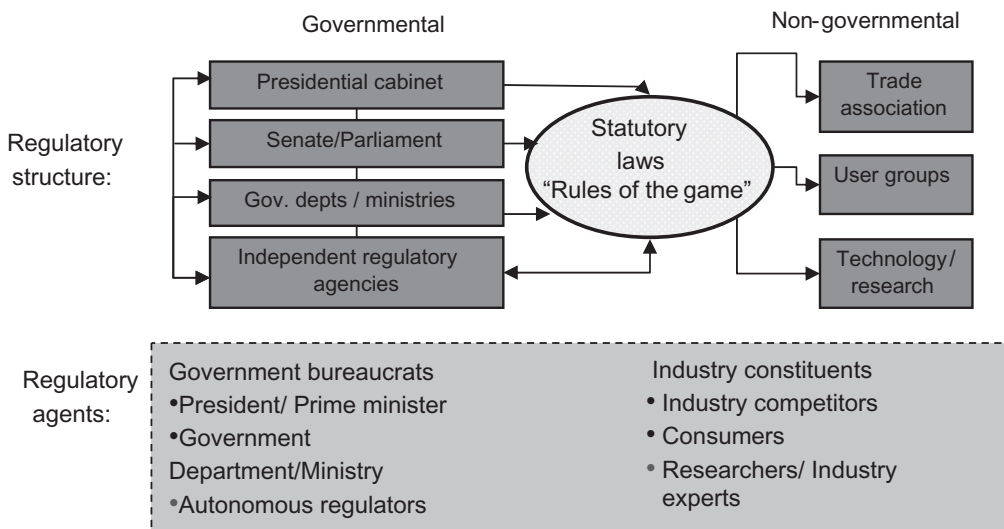 Governmental
Non-governmental
Regulatory
structure:
Presidential cabinet
Senate/Parliament
Gov. depts / ministries
Independent regulatory
agencies
Statutory
laws
“Rules of the game”
Trade
association
User groups
Technology/
research
Regulatory
agents:
Government bureaucrats
•President/ Prime minister
•Government
Department/Ministry
•Autonomous regulators
Industry constituents
• Industry competitors
• Consumers
• Researchers/ Industry
experts